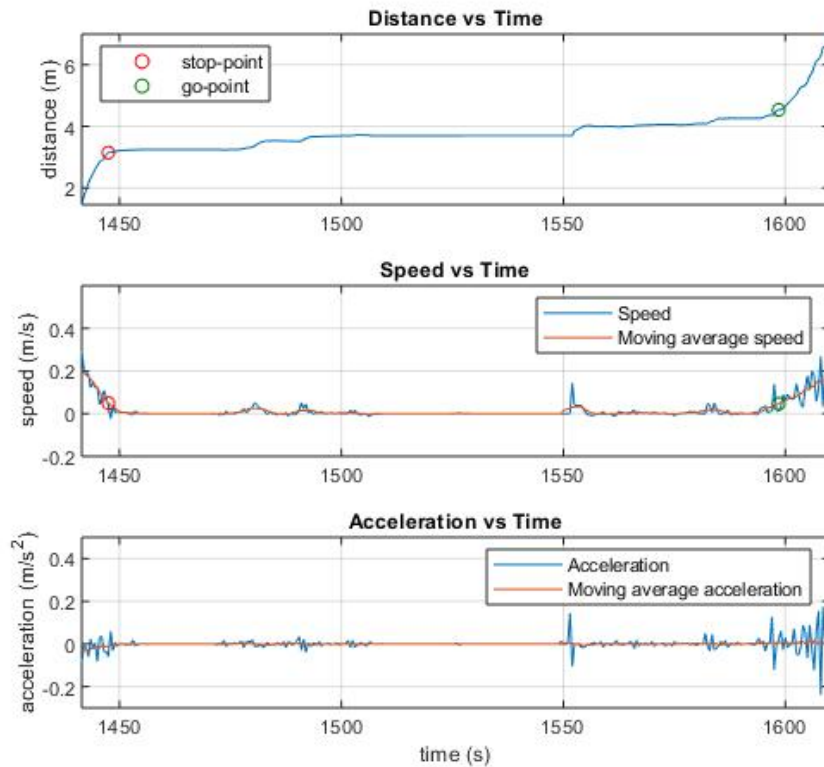 Distance vs Time
distance (m)
6
4
2
stop-point
go-point
1450 1500 1550 1600
Speed vs Time
speed (m/s)
0.4
0.2
0
-0.2
Speed
Moving average speed
1450 1500 1550 1600
Acceleration vs Time
acceleration (m/s²)
0.4
0.2
0
-0.2
Acceleration
Moving average acceleration
1450 1500 1550 1600
time (s)